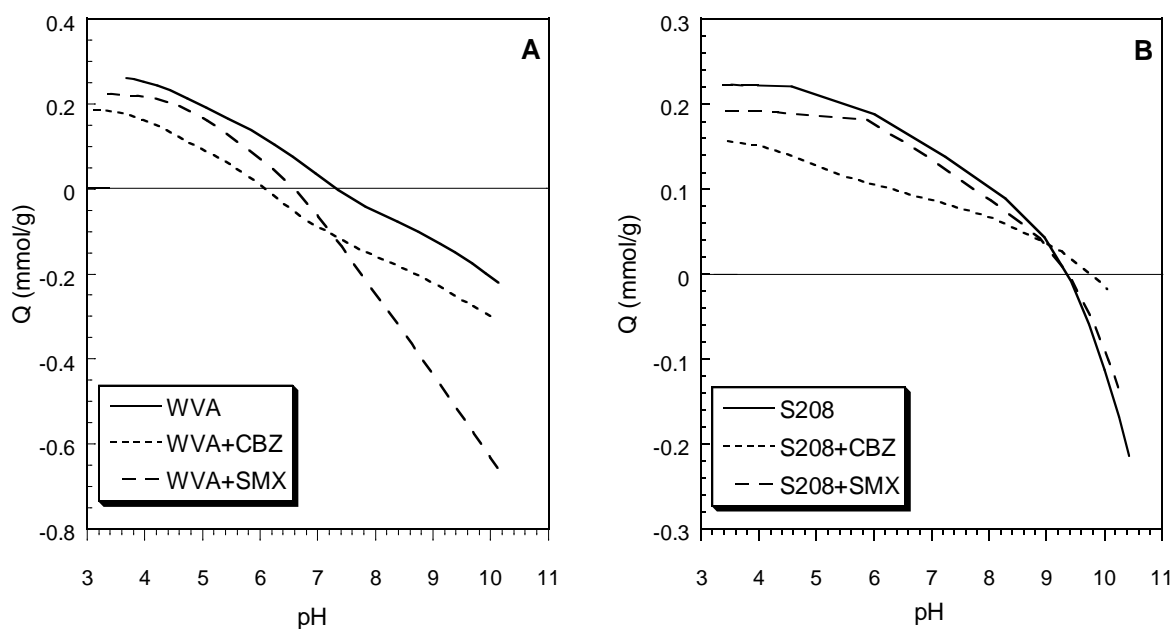 A
Q (mmol/g)
0.4
0.2
0
-0.2
-0.4
-0.6
-0.8
WVA
WVA+CBZ
WVA+SMX
3 4 5 6 7 8 9 10 11
pH
B
Q (mmol/g)
0.3
0.2
0.1
0
-0.1
-0.2
-0.3
S208
S208+CBZ
S208+SMX
3 4 5 6 7 8 9 10 11
pH